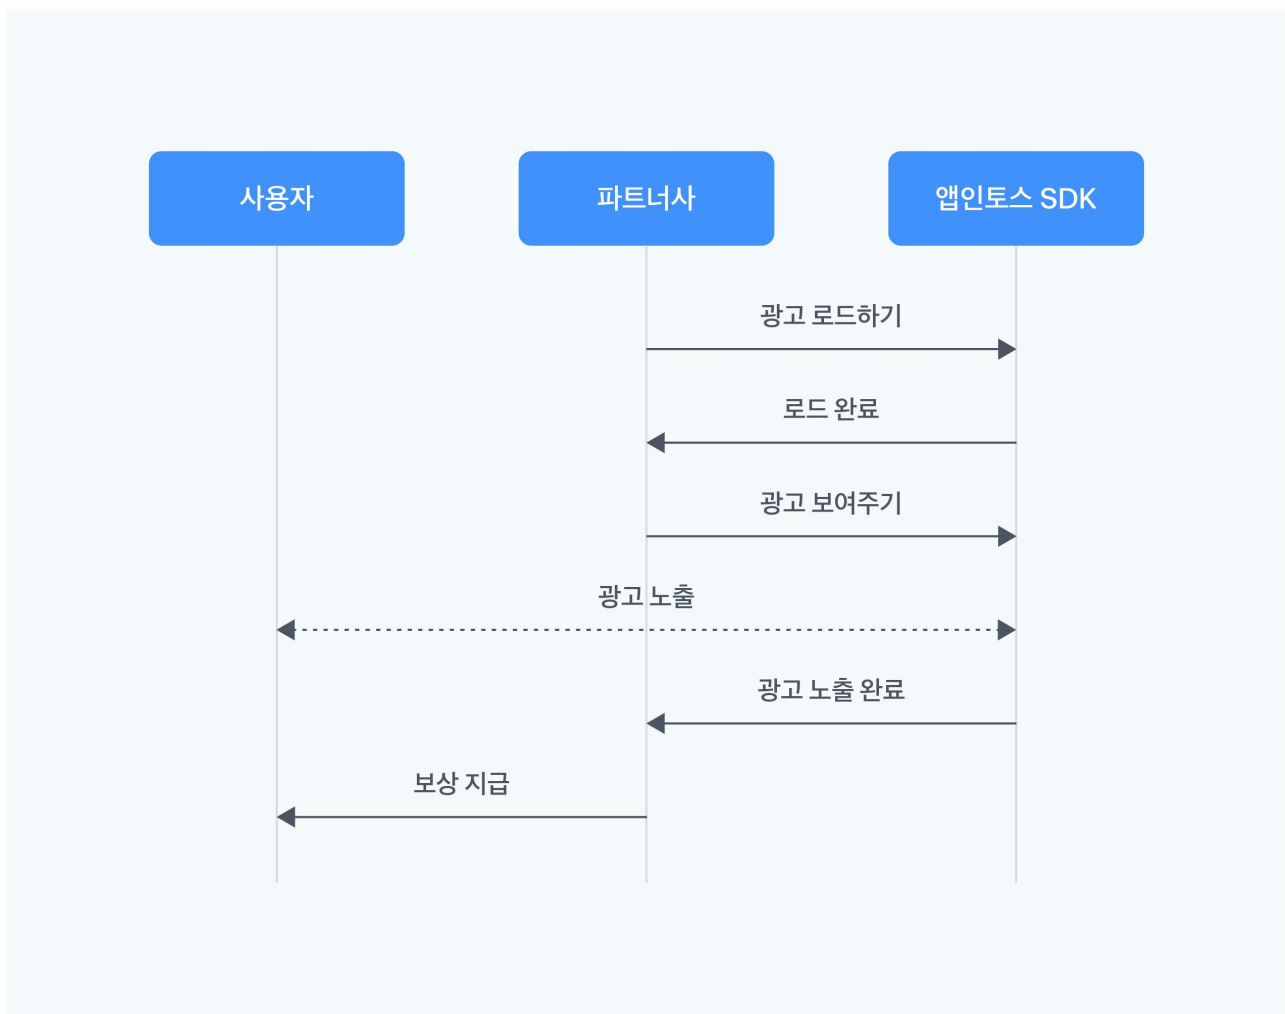 사용자
파트너사
앱인토스 SDK
광고 로드하기
로드 완료
광고 보여주기
광고 노출
광고 노출 완료
보상 지급